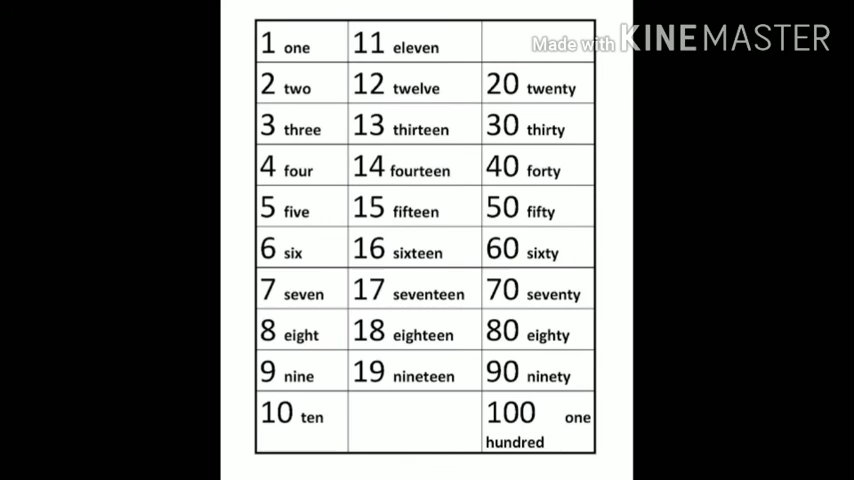 Made with KINEMASTER
1 one 11 eleven
2 two 12 twelve 20 twenty
3 three 13 thirteen 30 thirty
4 four 14 fourteen 40 forty
5 five 15 fifteen 50 fifty
6 six 16 sixteen 60 sixty
7 seven 17 seventeen 70 seventy
8 eight 18 eighteen 80 eighty
9 nine 19 nineteen 90 ninety
10 ten 100 one
hundred